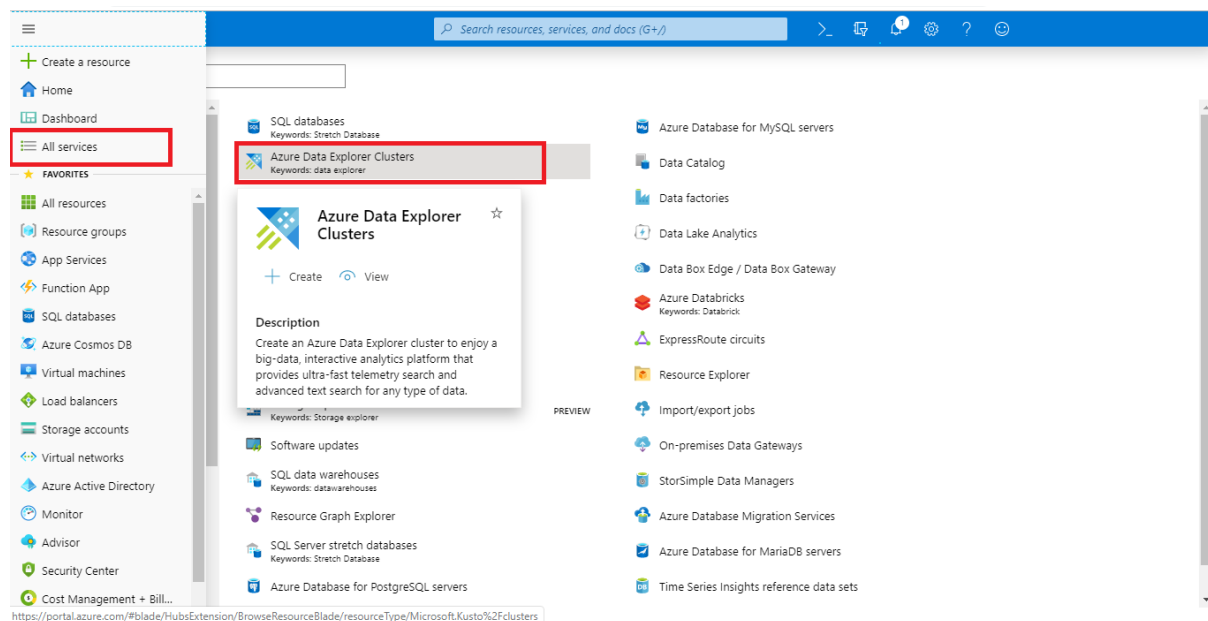 Search resources, services, and docs (G+/)
1
Create a resource
Home
Dashboard
All services
FAVORITES
All resources
Resource groups
App Services
Function App
SQL databases
Azure Cosmos DB
Virtual machines
Load balancers
Storage accounts
Virtual networks
Azure Active Directory
Monitor
Advisor
Security Center
Cost Management + Bill...
SQL databases
Keywords: Stretch Database
Azure Data Explorer Clusters
Keywords: data explorer
Azure Data Explorer
Clusters
Create
View
Description
Create an Azure Data Explorer cluster to enjoy a
big-data, interactive analytics platform that
provides ultra-fast telemetry search and
advanced text search for any type of data.
Keywords: Storage explorer
PREVIEW
Software updates
SQL data warehouses
Keywords: datawarehouses
Resource Graph Explorer
SQL Server stretch databases
Keywords: Stretch Database
Azure Database for PostgreSQL servers
Azure Database for MySQL servers
Data Catalog
Data factories
Data Lake Analytics
Data Box Edge / Data Box Gateway
Azure Databricks
Keywords: Databrick
ExpressRoute circuits
Resource Explorer
Import/export jobs
On-premises Data Gateways
StorSimple Data Managers
Azure Database Migration Services
Azure Database for MariaDB servers
Time Series Insights reference data sets
https://portal.azure.com/#blade/HubsExtension/BrowseResourceBlade/resourceType/Microsoft.Kusto%2Fclusters